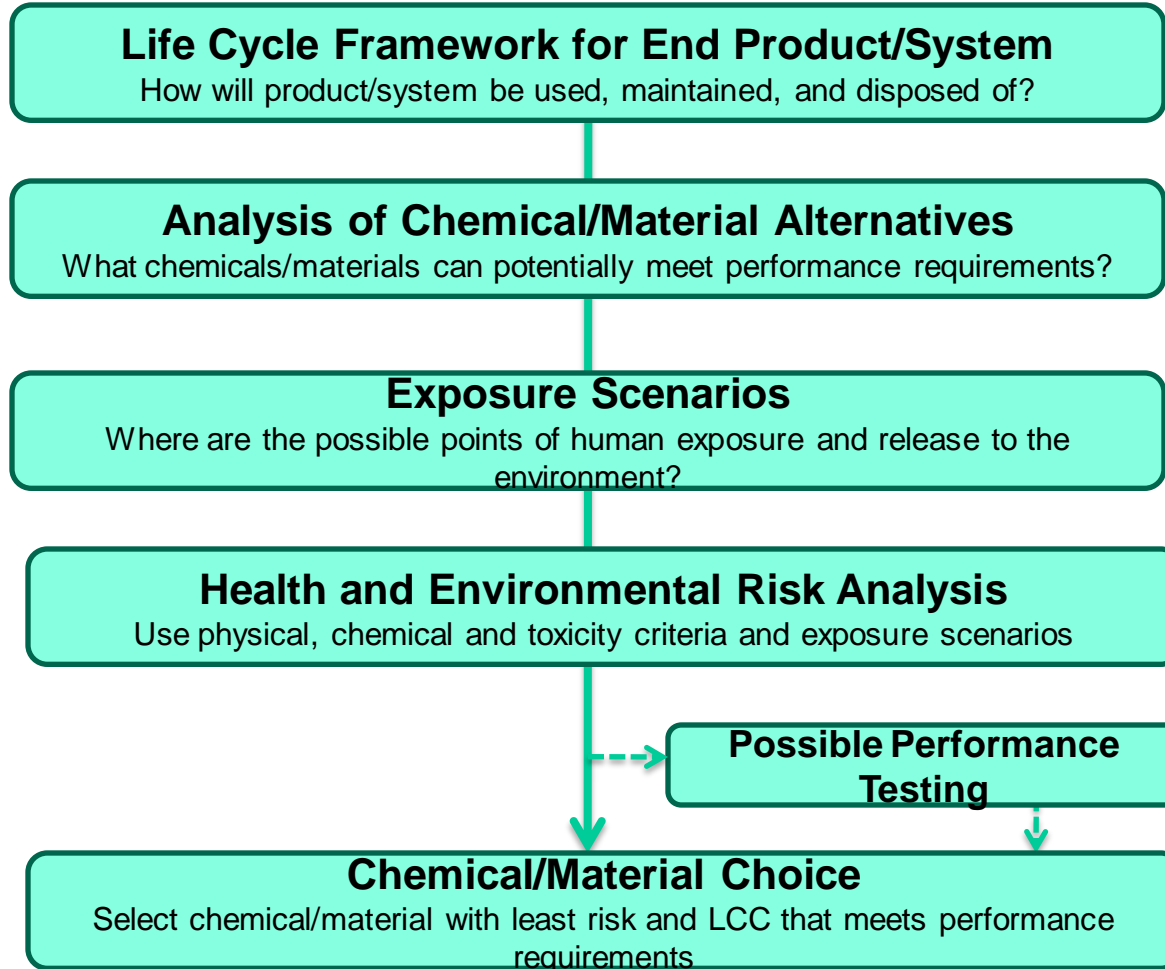 Life Cycle Framework for End Product/System
How will product/system be used, maintained, and disposed of?
Analysis of Chemical/Material Alternatives
What chemicals/materials can potentially meet performance requirements?
Exposure Scenarios
Where are the possible points of human exposure and release to the
environment?
Health and Environmental Risk Analysis
Use physical, chemical and toxicity criteria and exposure scenarios
Possible Performance
Testing
Chemical/Material Choice
Select chemical/material with least risk and LCC that meets performance
requirements